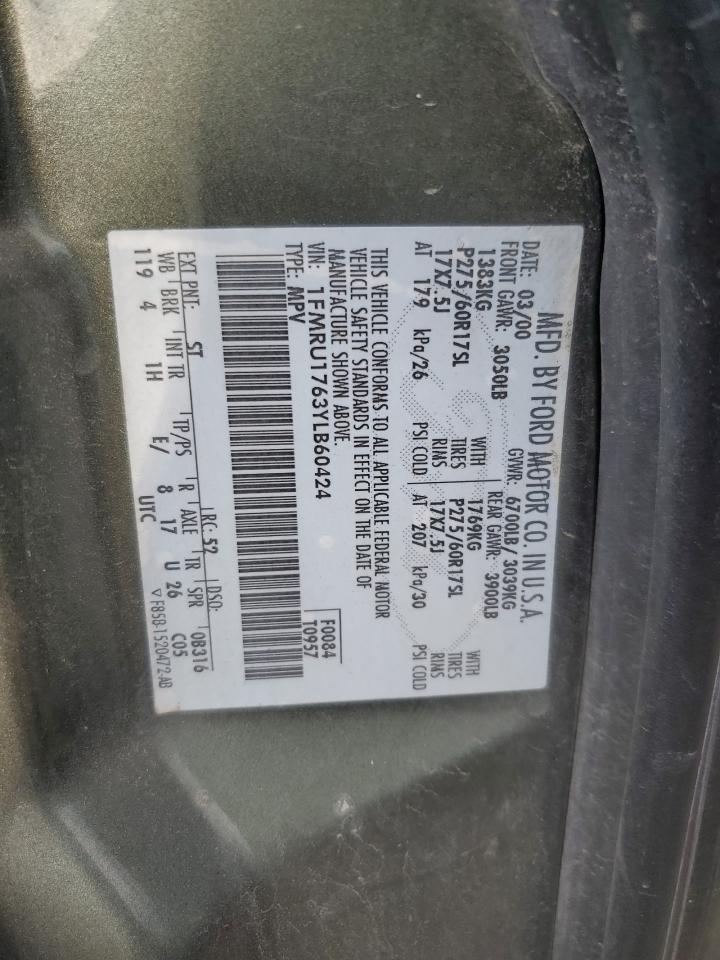 MFD. BY FORD MOTOR CO. IN U.S.A.
DATE: 03/00 GVWR: 6700LB/ 3039KG
FRONT GAWR: 3050LB REAR GAWR: 3900LB
1383KG 1769KG WITH
P275/60R17SL TIRES P275/60R17SL TIRES
17X7.5J RIMS 17X7.5J RIMS
AT 179 kPa/26 PSI COLD AT 207 kPa/30 PSI COLD
THIS VEHICLE CONFORMS TO ALL APPLICABLE FEDERAL MOTOR
VEHICLE SAFETY STANDARDS IN EFFECT ON THE DATE OF
MANUFACTURE SHOWN ABOVE.
VIN: 1FMRU1763YLB60424
TYPE: MPV
F0084
T0957
EXT PNT: ST RC: 52 DSO: 0B316
WB BRK INT TR TP/PS R AXLE TR SPR C05
119 4 1H E/ 8 17 U 26
UTC ▽F85B-1520472-AB